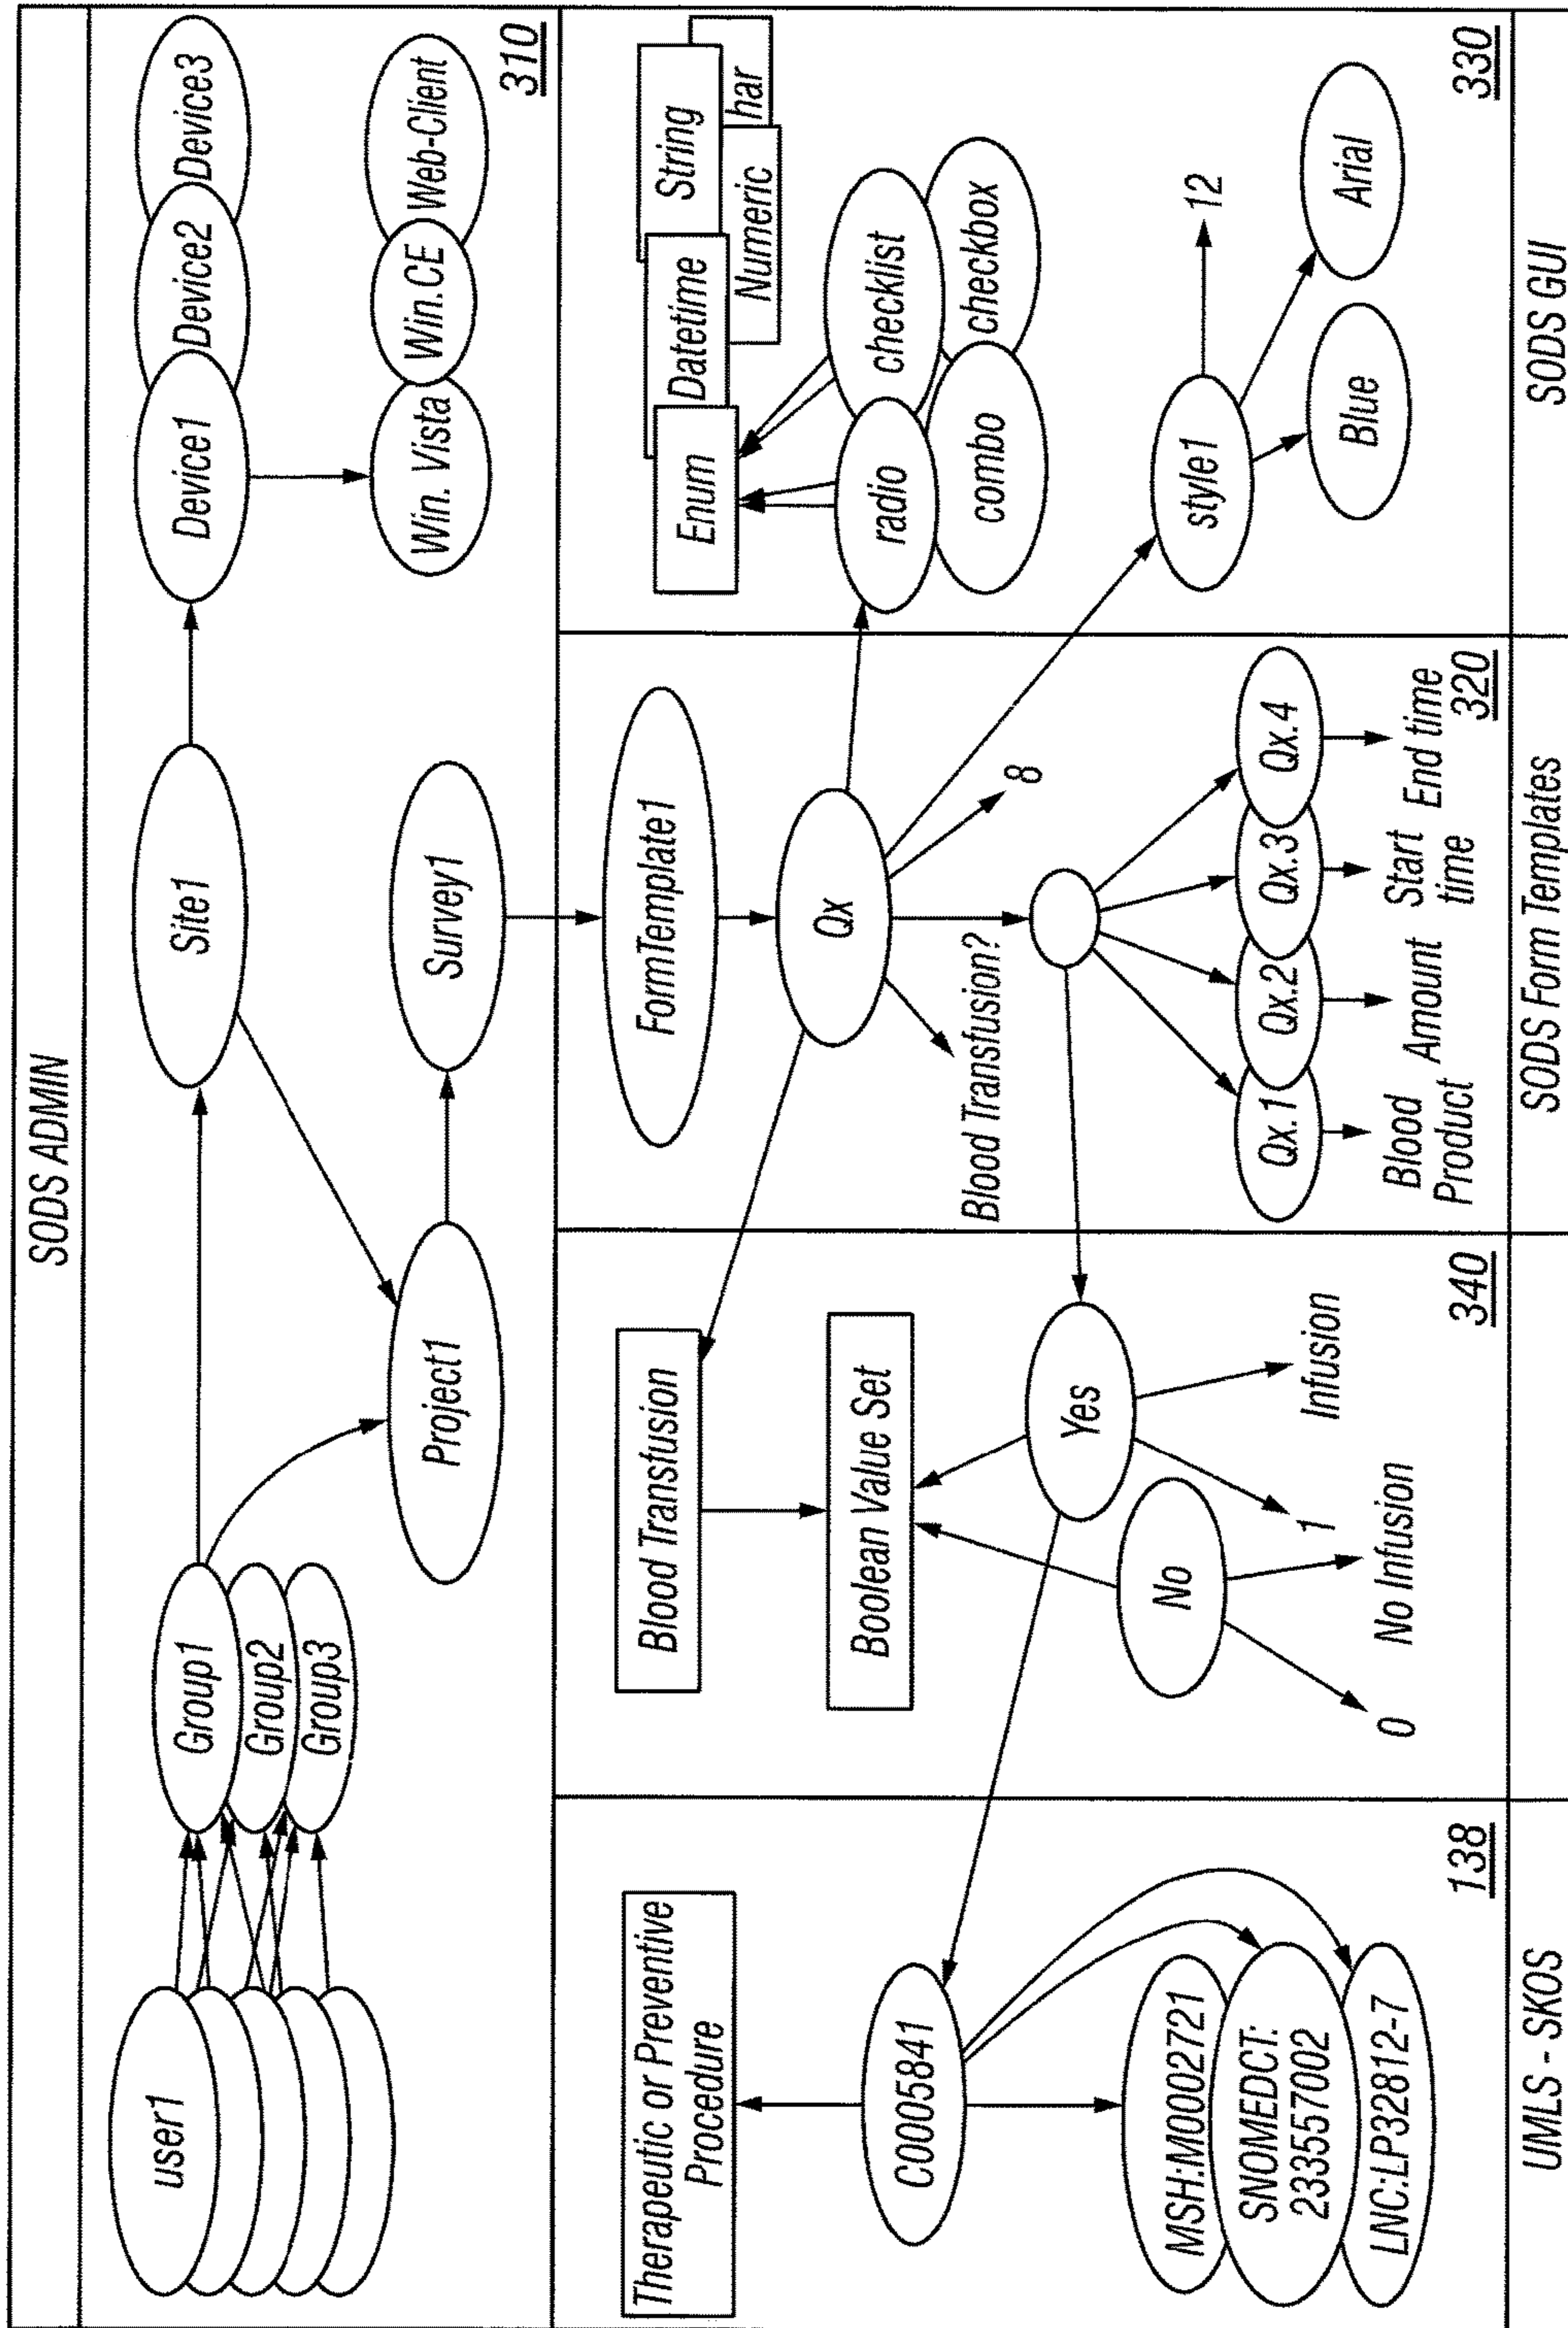 SODS ADMIN
user1
Group1
Group2
Group3
Site1
Project1
Survey1
Device1
Device2
Device3
Win. Vista
Win.CE
Web-Client
310
Therapeutic or Preventive
Procedure
C0005841
MSH:M0002721
SNOMEDCT:
233557002
LNC:LP32812-7
138
UMLS - SKOS
Blood Transfusion
Boolean Value Set
Yes
No
0
No Infusion
1
Infusion
340
FormTemplate1
Qx
Blood Transfusion?
8
Qx.1
Qx.2
Qx.3
Qx.4
Blood
Product
Amount
Start
time
End time
320
SODS Form Templates
Enum
Datetime
String
Numeric
har
radio
checklist
combo
checkbox
style1
12
Blue
Arial
330
SODS GUI